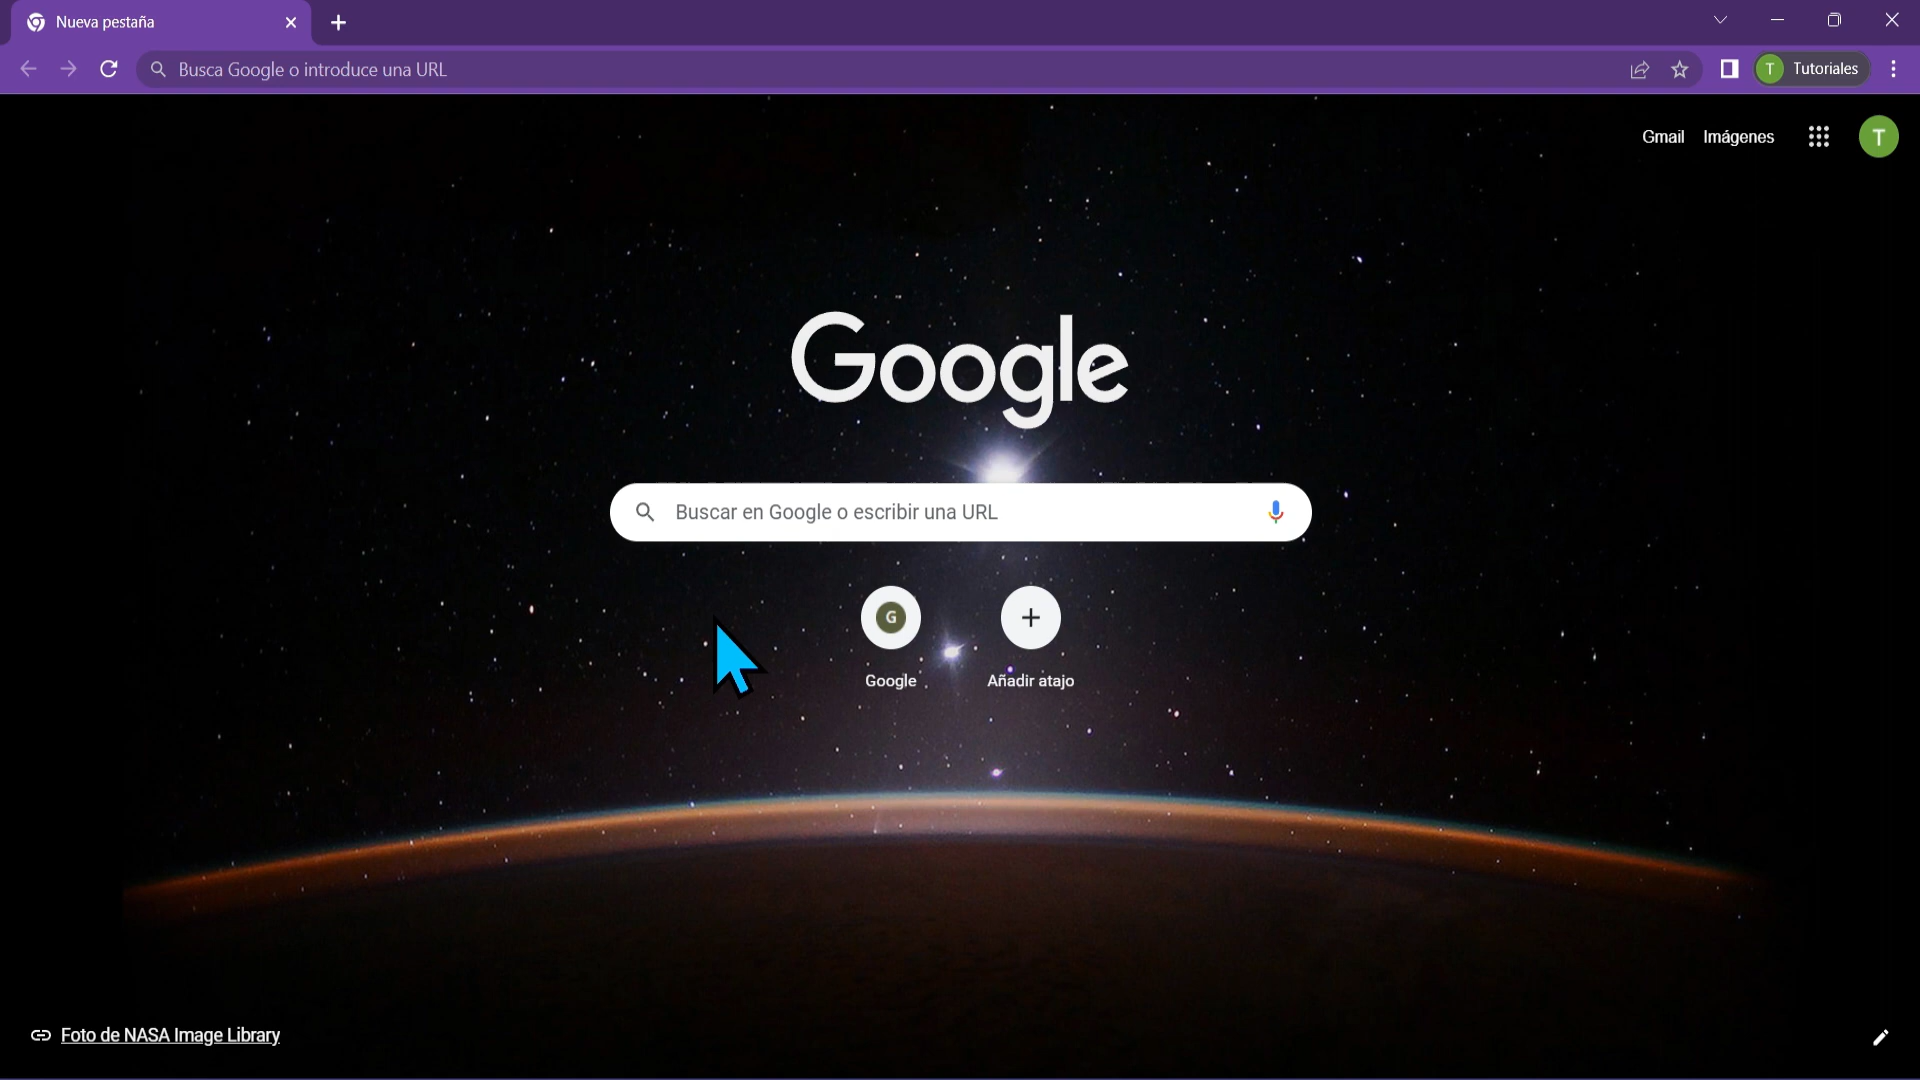 Nueva pestaña
Busca Google o introduce una URL
T Tutoriales
Gmail Imágenes T
Google
Buscar en Google o escribir una URL
G
Google Añadir atajo
Foto de NASA Image Library